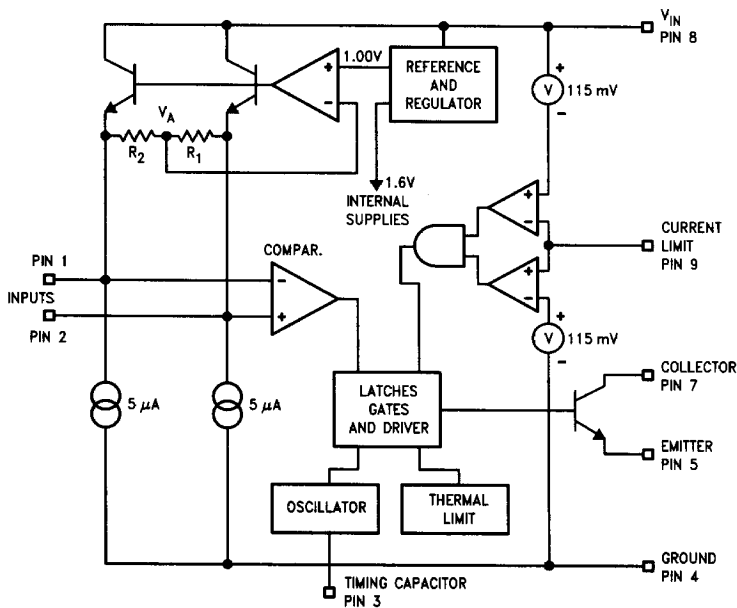 V_IN
PIN 8
1.00V
+
−
REFERENCE
AND
REGULATOR
+
V
115 mV
−
V_A
R_2
R_1
1.6V
INTERNAL
SUPPLIES
+
−
CURRENT
LIMIT
PIN 9
COMPAR.
PIN 1
INPUTS
PIN 2
−
+
+
−
+
V
115 mV
−
5 μA
5 μA
LATCHES
GATES
AND DRIVER
COLLECTOR
PIN 7
EMITTER
PIN 5
OSCILLATOR
THERMAL
LIMIT
GROUND
PIN 4
TIMING CAPACITOR
PIN 3